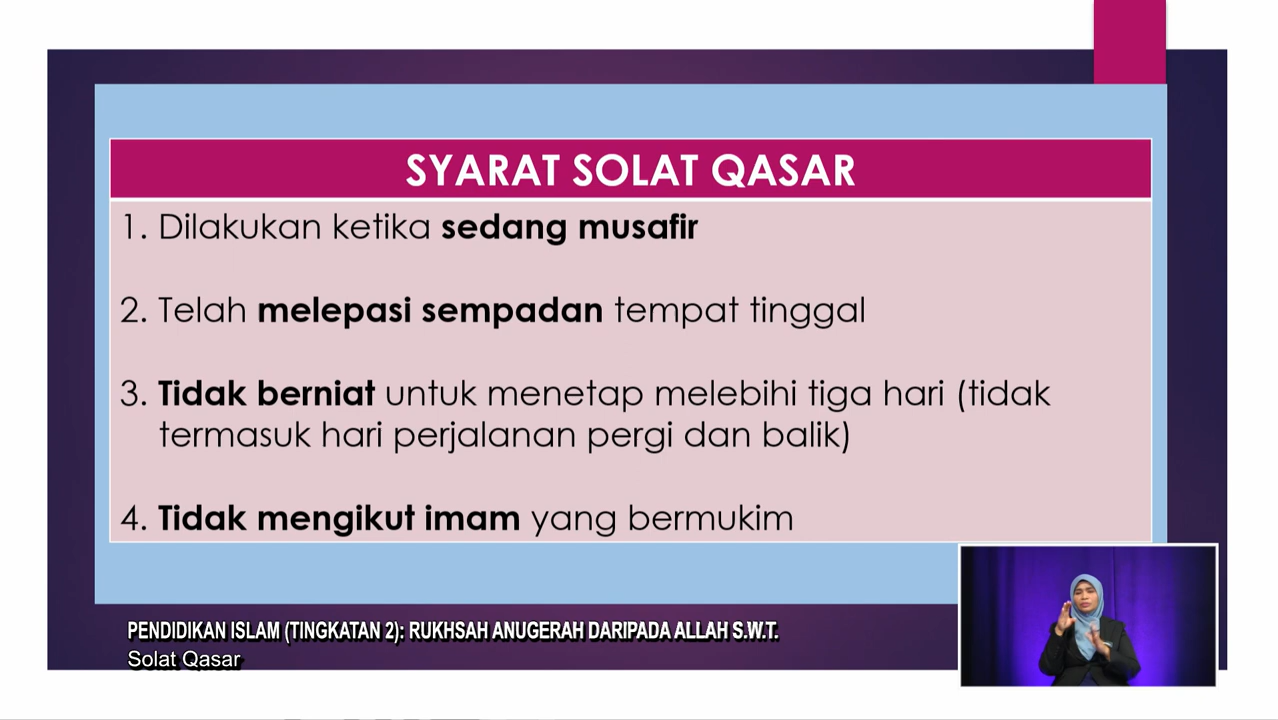 SYARAT SOLAT QASAR
1. Dilakukan ketika sedang musafir
2. Telah melepasi sempadan tempat tinggal
3. Tidak berniat untuk menetap melebihi tiga hari (tidak
termasuk hari perjalanan pergi dan balik)
4. Tidak mengikut imam yang bermukim
PENDIDIKAN ISLAM (TINGKATAN 2): RUKHSAH ANUGERAH DARIPADA ALLAH S.W.T.
Solat Qasar